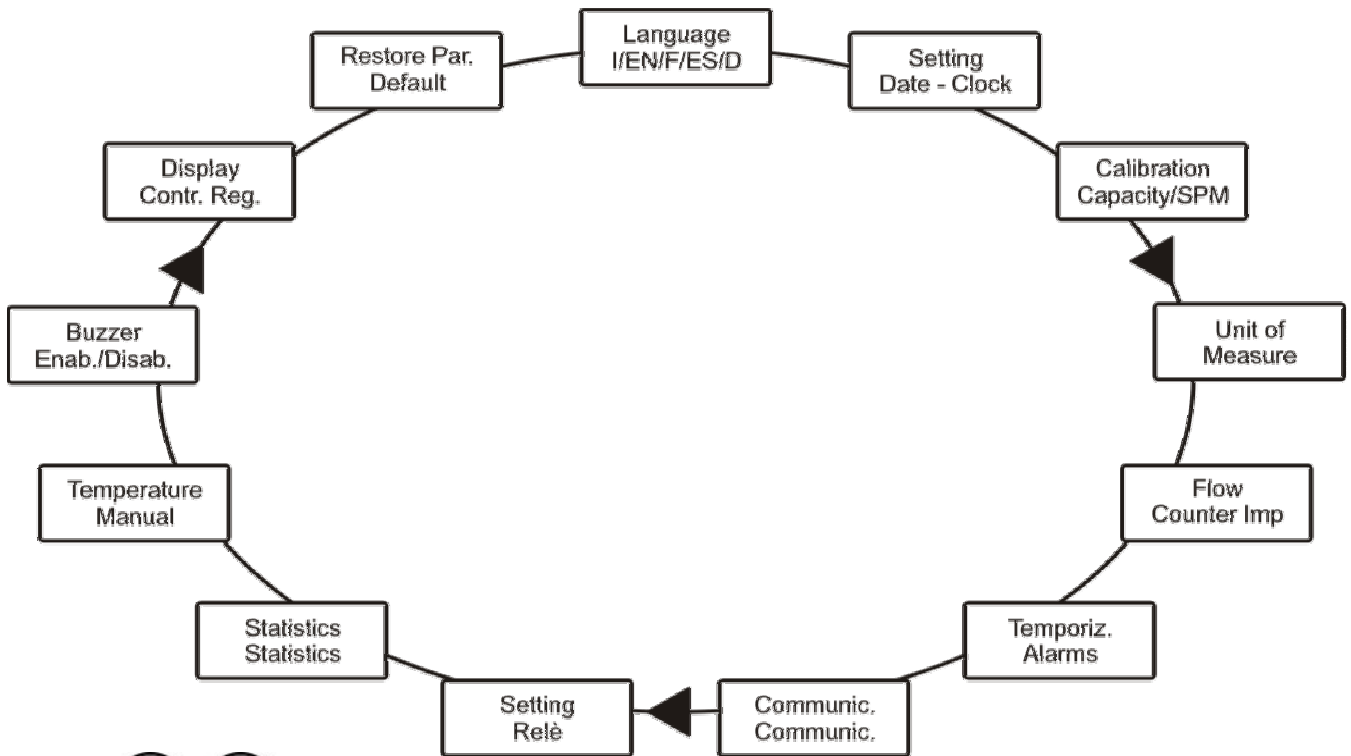 Language
I/EN/F/ES/D
Setting
Date - Clock
Calibration
Capacity/SPM
Unit of
Measure
Flow
Counter Imp
Temporiz.
Alarms
Communic.
Communic.
Setting
Relè
Statistics
Statistics
Temperature
Manual
Buzzer
Enab./Disab.
Display
Contr. Reg.
Restore Par.
Default